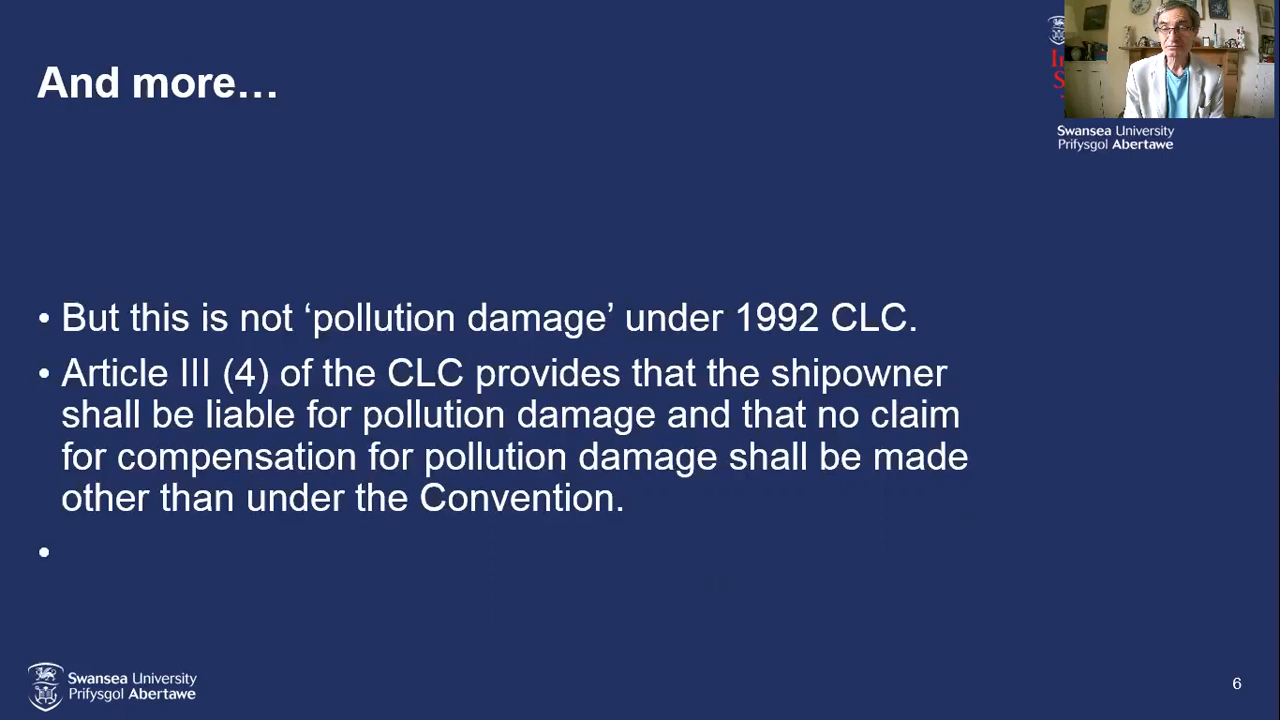 And more…
Swansea University
Prifysgol Abertawe
• But this is not ‘pollution damage’ under 1992 CLC.
• Article III (4) of the CLC provides that the shipowner
shall be liable for pollution damage and that no claim
for compensation for pollution damage shall be made
other than under the Convention.
•
Swansea University
Prifysgol Abertawe
6